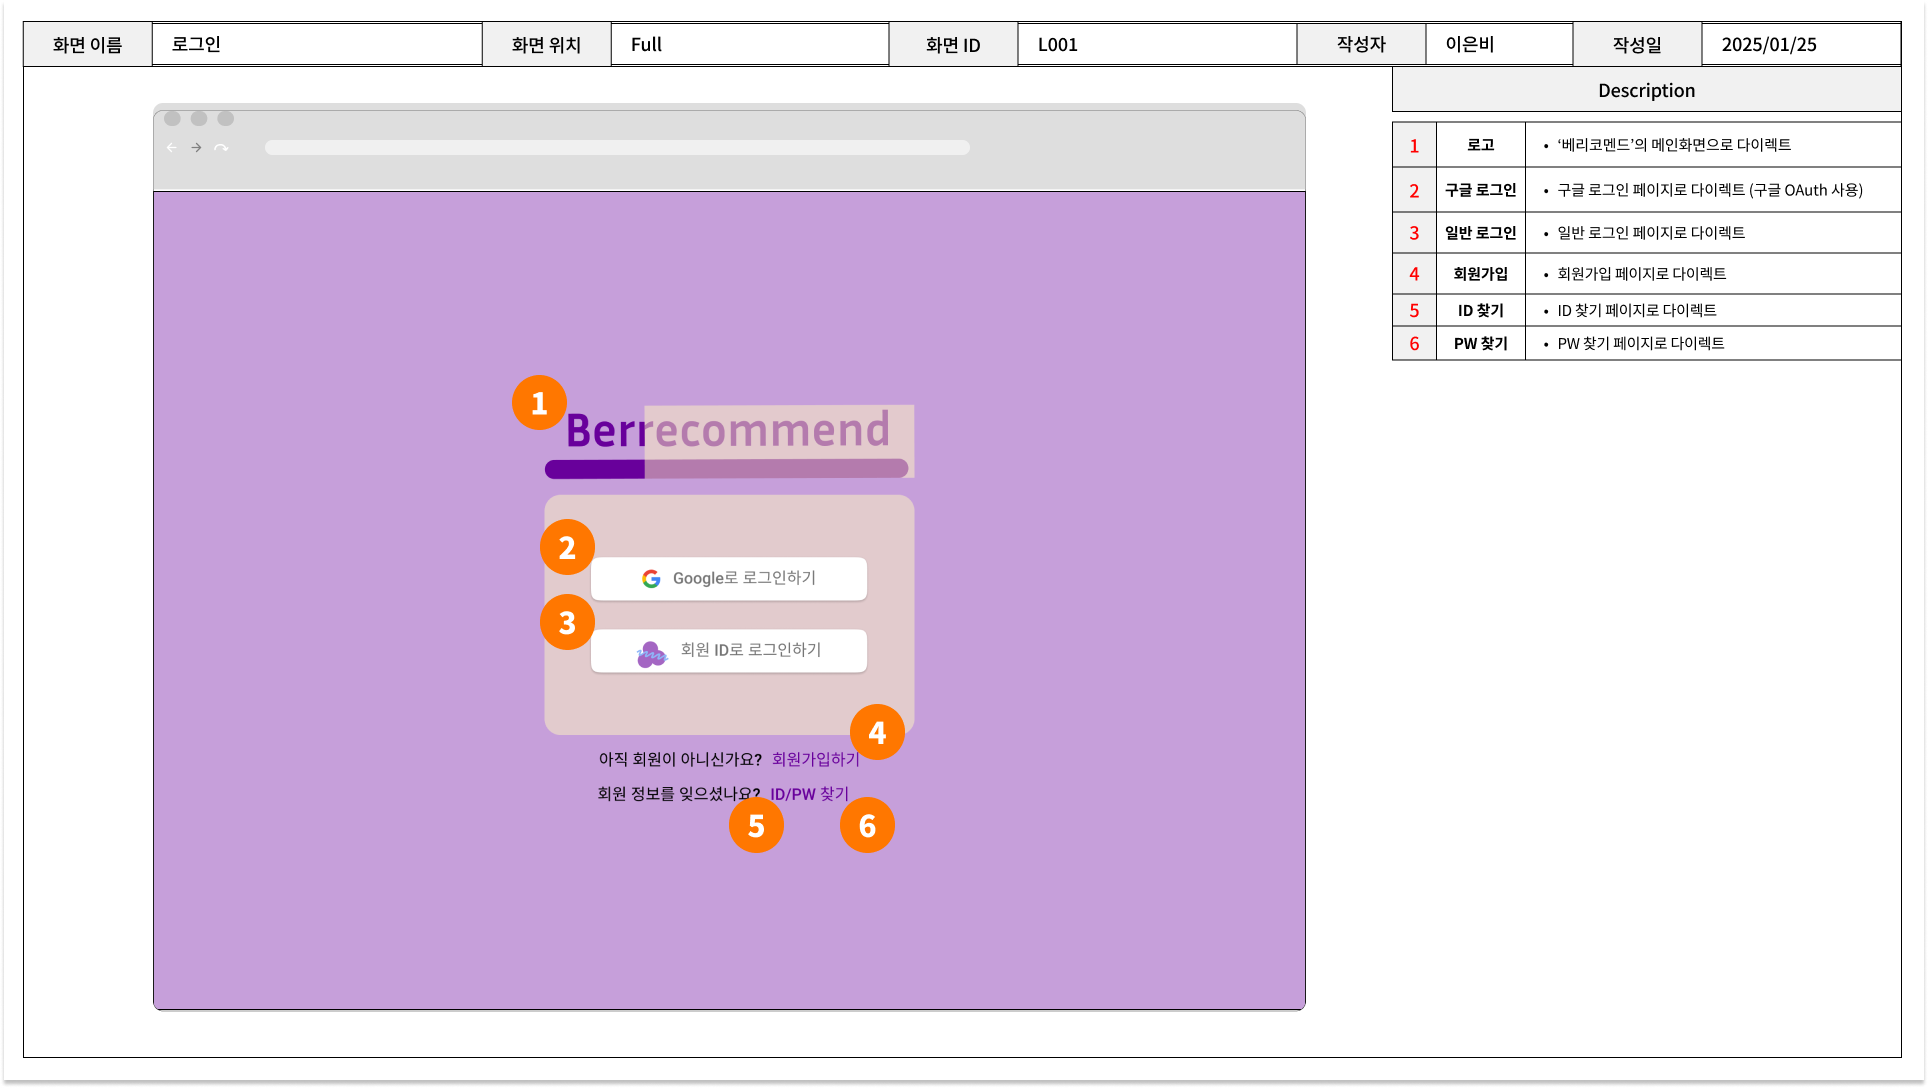 화면 이름 로그인 화면 위치 Full 화면 ID L001 작성자 이은비 작성일 2025/01/25
Description
1 로고 • ‘베리코멘드’의 메인화면으로 다이렉트
2 구글 로그인 • 구글 로그인 페이지로 다이렉트 (구글 OAuth 사용)
3 일반 로그인 • 일반 로그인 페이지로 다이렉트
4 회원가입 • 회원가입 페이지로 다이렉트
5 ID 찾기 • ID 찾기 페이지로 다이렉트
6 PW 찾기 • PW 찾기 페이지로 다이렉트
1
Berrecommend
2
Google로 로그인하기
3
회원 ID로 로그인하기
4
아직 회원이 아니신가요? 회원가입하기
회원 정보를 잊으셨나요? ID/PW 찾기
5 6